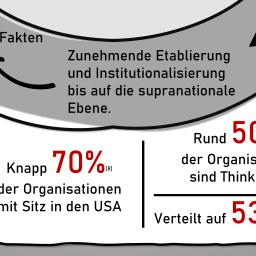 Fakten
Zunehmende Etablierung
und Institutionalisierung
bis auf die supranationale
Ebene.
Knapp 70%
der Organisationen
mit Sitz in den USA
Rund 50
der Organis
sind Think
Verteilt auf 53